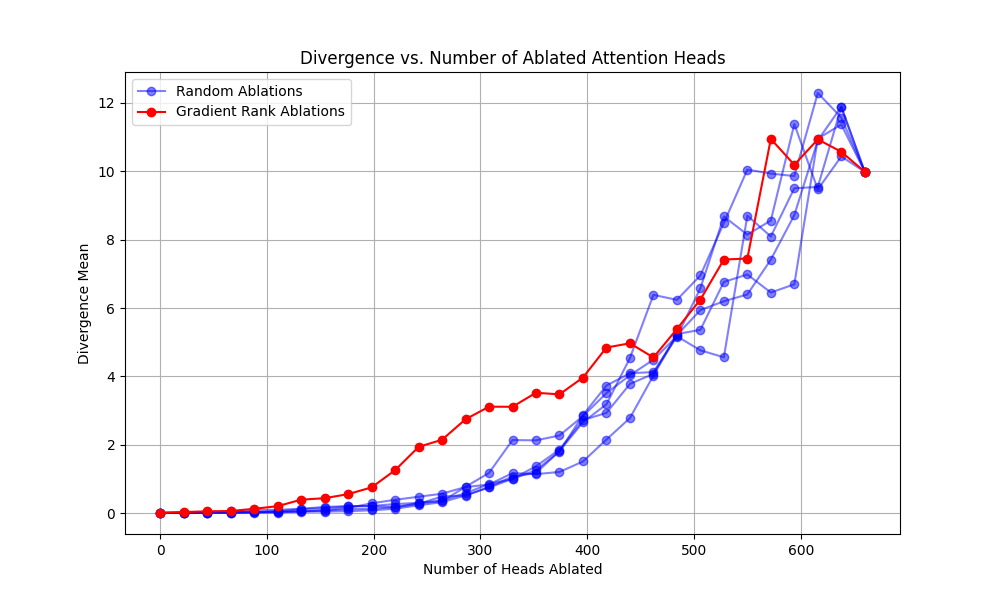 Divergence vs. Number of Ablated Attention Heads
Random Ablations
Gradient Rank Ablations
12
10
8
6
4
2
0
Divergence Mean
0 100 200 300 400 500 600
Number of Heads Ablated